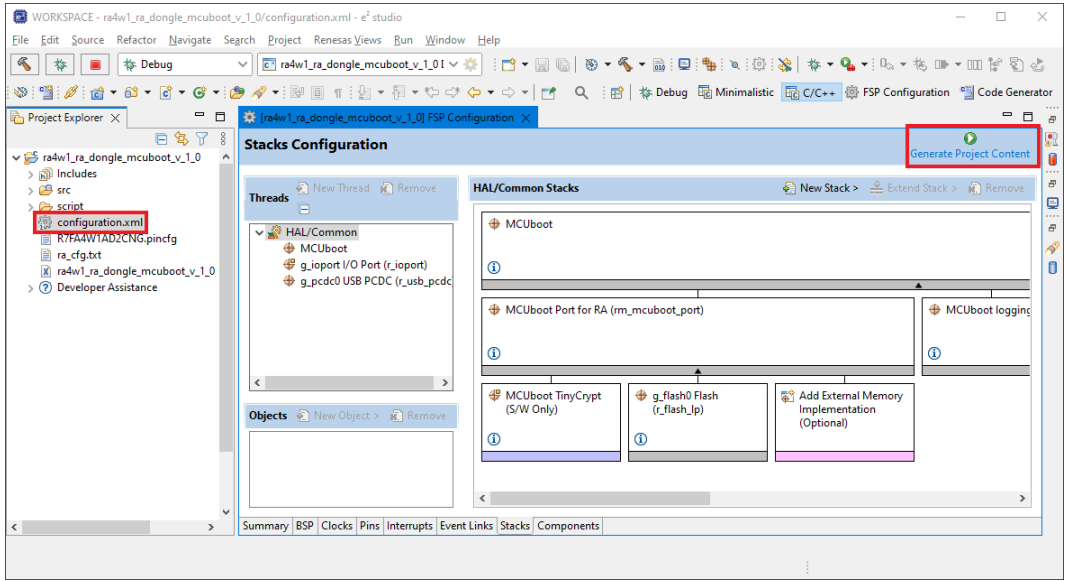 WORKSPACE - ra4w1_ra_dongle_mcuboot_v_1_0/configuration.xml - e² studio
File Edit Source Refactor Navigate Search Project Renesas Views Run Window Help
Debug
ra4w1_ra_dongle_mcuboot_v_1_0 [
Debug Minimalistic C/C++ FSP Configuration Code Generator
Project Explorer
[ra4w1_ra_dongle_mcuboot_v_1_0] FSP Configuration
ra4w1_ra_dongle_mcuboot_v_1_0
Includes
src
script
configuration.xml
R7FA4W1AD2CNG.pincfg
ra_cfg.txt
ra4w1_ra_dongle_mcuboot_v_1_0
Developer Assistance
Stacks Configuration
Generate Project Content
Threads
New Thread Remove
HAL/Common
MCUboot
g_ioport I/O Port (r_ioport)
g_pcdc0 USB PCDC (r_usb_pcdc
Objects New Object > Remove
HAL/Common Stacks
New Stack > Extend Stack > Remove
MCUboot
MCUboot Port for RA (rm_mcuboot_port)
MCUboot logging
MCUboot TinyCrypt
(S/W Only)
g_flash0 Flash
(r_flash_lp)
Add External Memory
Implementation
(Optional)
Summary BSP Clocks Pins Interrupts Event Links Stacks Components